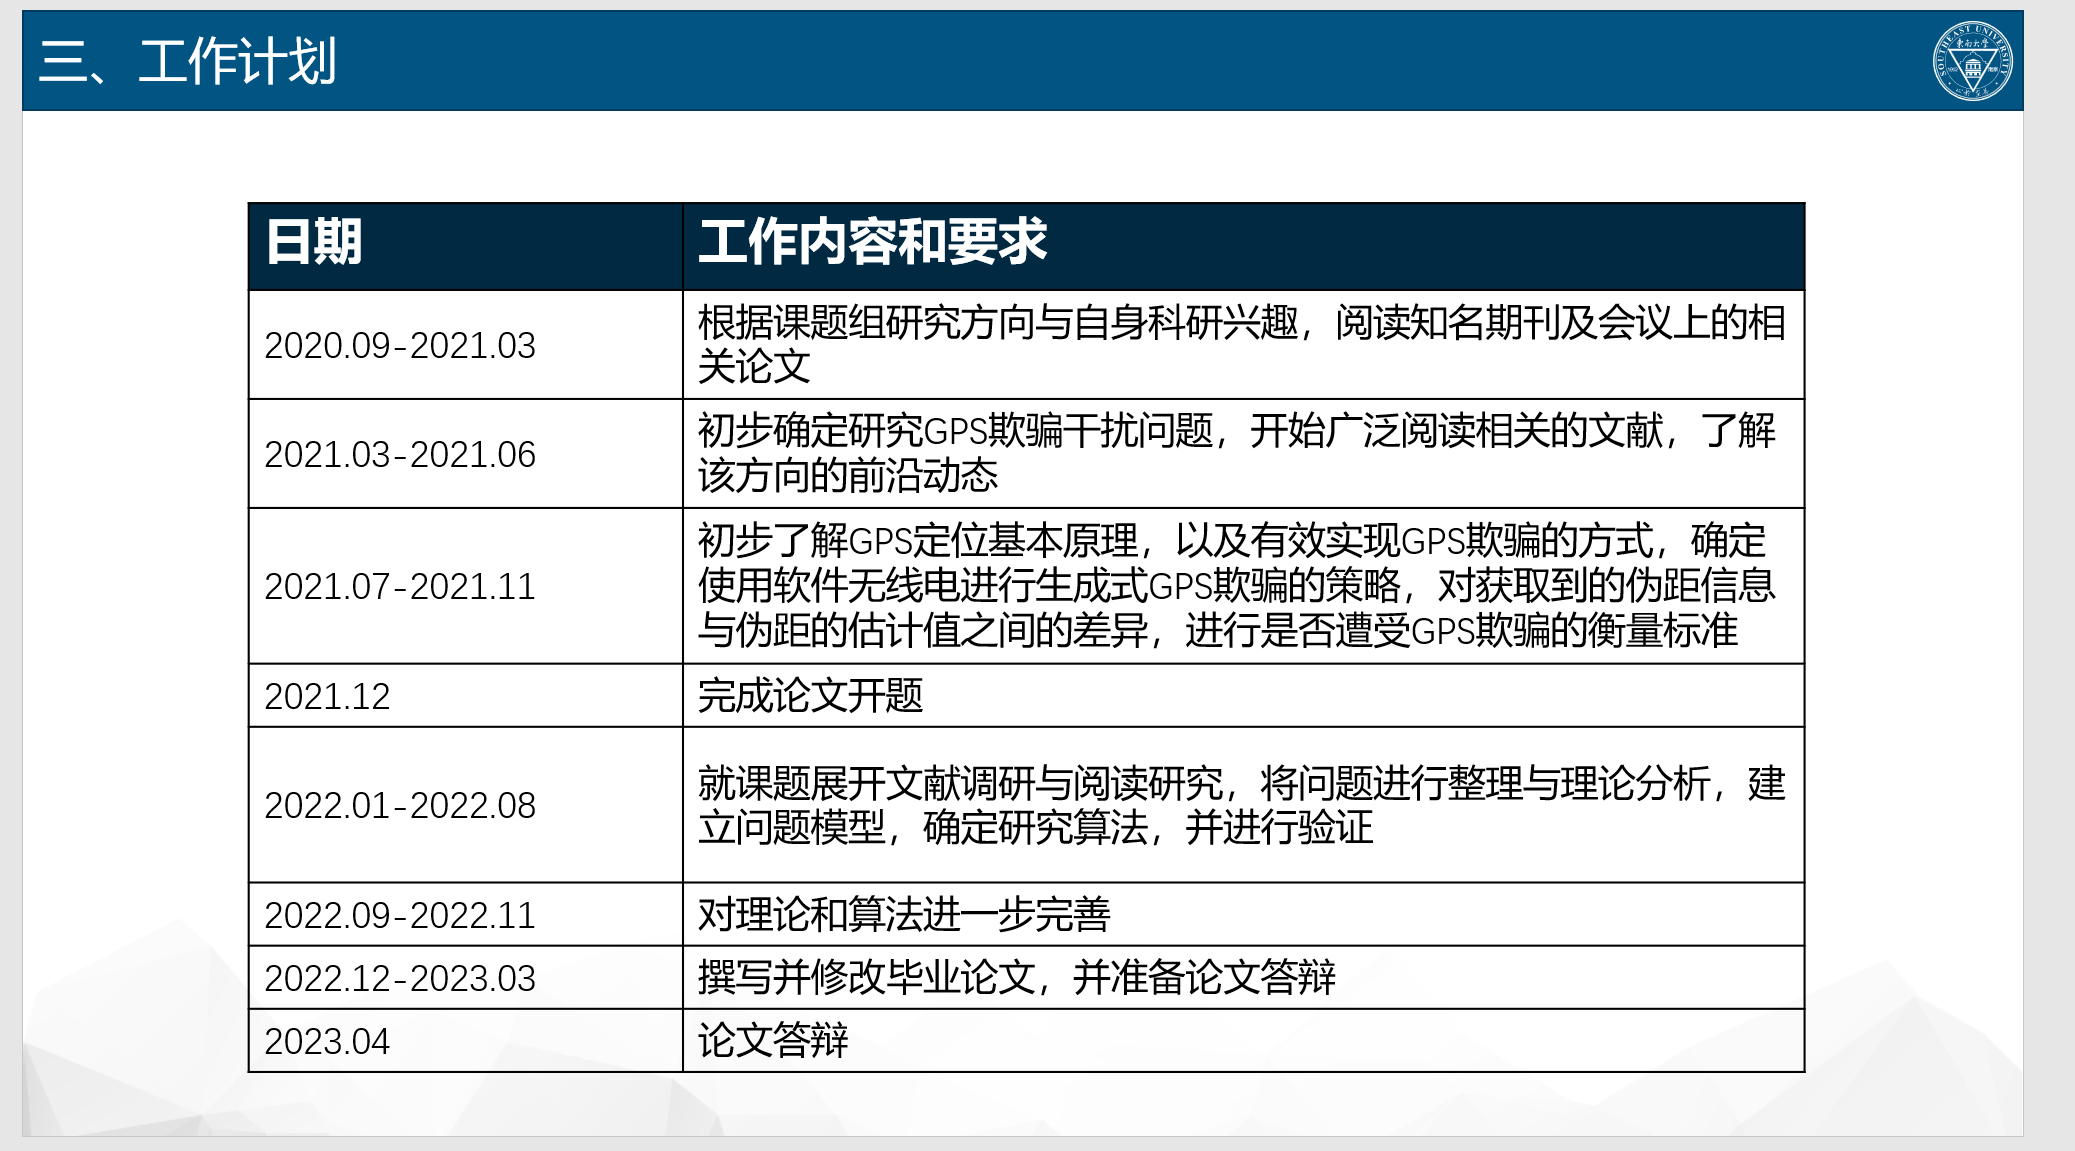 三、工作计划
SOUTHEAST UNIVERSITY
东南大学
日期
工作内容和要求
2020.09-2021.03
根据课题组研究方向与自身科研兴趣，阅读知名期刊及会议上的相
关论文
2021.03-2021.06
初步确定研究GPS欺骗干扰问题，开始广泛阅读相关的文献，了解
该方向的前沿动态
2021.07-2021.11
初步了解GPS定位基本原理，以及有效实现GPS欺骗的方式，确定
使用软件无线电进行生成式GPS欺骗的策略，对获取到的伪距信息
与伪距的估计值之间的差异，进行是否遭受GPS欺骗的衡量标准
2021.12
完成论文开题
2022.01-2022.08
就课题展开文献调研与阅读研究，将问题进行整理与理论分析，建
立问题模型，确定研究算法，并进行验证
2022.09-2022.11
对理论和算法进一步完善
2022.12-2023.03
撰写并修改毕业论文，并准备论文答辩
2023.04
论文答辩